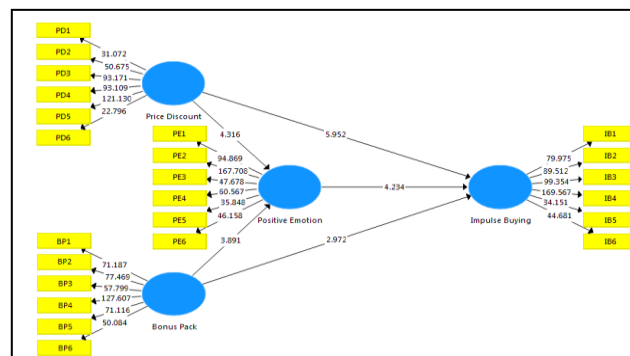 PD1
PD2
PD3
PD4
PD5
PD6
31.072
50.675
93.171
93.109
121.130
22.796
Price Discount
4.316
5.952
PE1
PE2
PE3
PE4
PE5
PE6
94.869
167.708
47.678
60.567
35.848
46.158
Positive Emotion
4.234
3.891
2.972
IB1
IB2
IB3
IB4
IB5
IB6
79.975
89.512
99.354
169.567
34.151
44.681
Impulse Buying
BP1
BP2
BP3
BP4
BP5
BP6
71.187
77.469
57.799
127.607
71.116
50.084
Bonus Pack